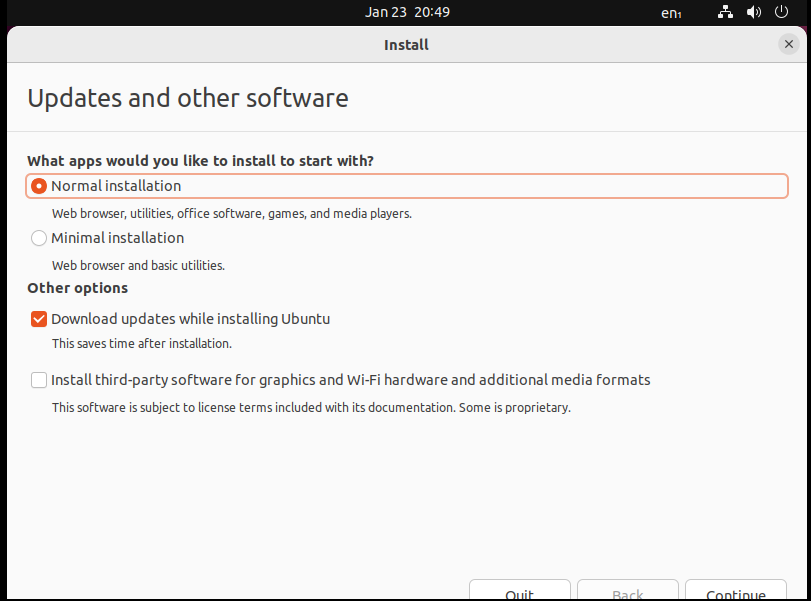 Jan 23 20:49
en₁
Install
Updates and other software
What apps would you like to install to start with?
Normal installation
Web browser, utilities, office software, games, and media players.
Minimal installation
Web browser and basic utilities.
Other options
Download updates while installing Ubuntu
This saves time after installation.
Install third-party software for graphics and Wi-Fi hardware and additional media formats
This software is subject to license terms included with its documentation. Some is proprietary.
Quit Back Continue